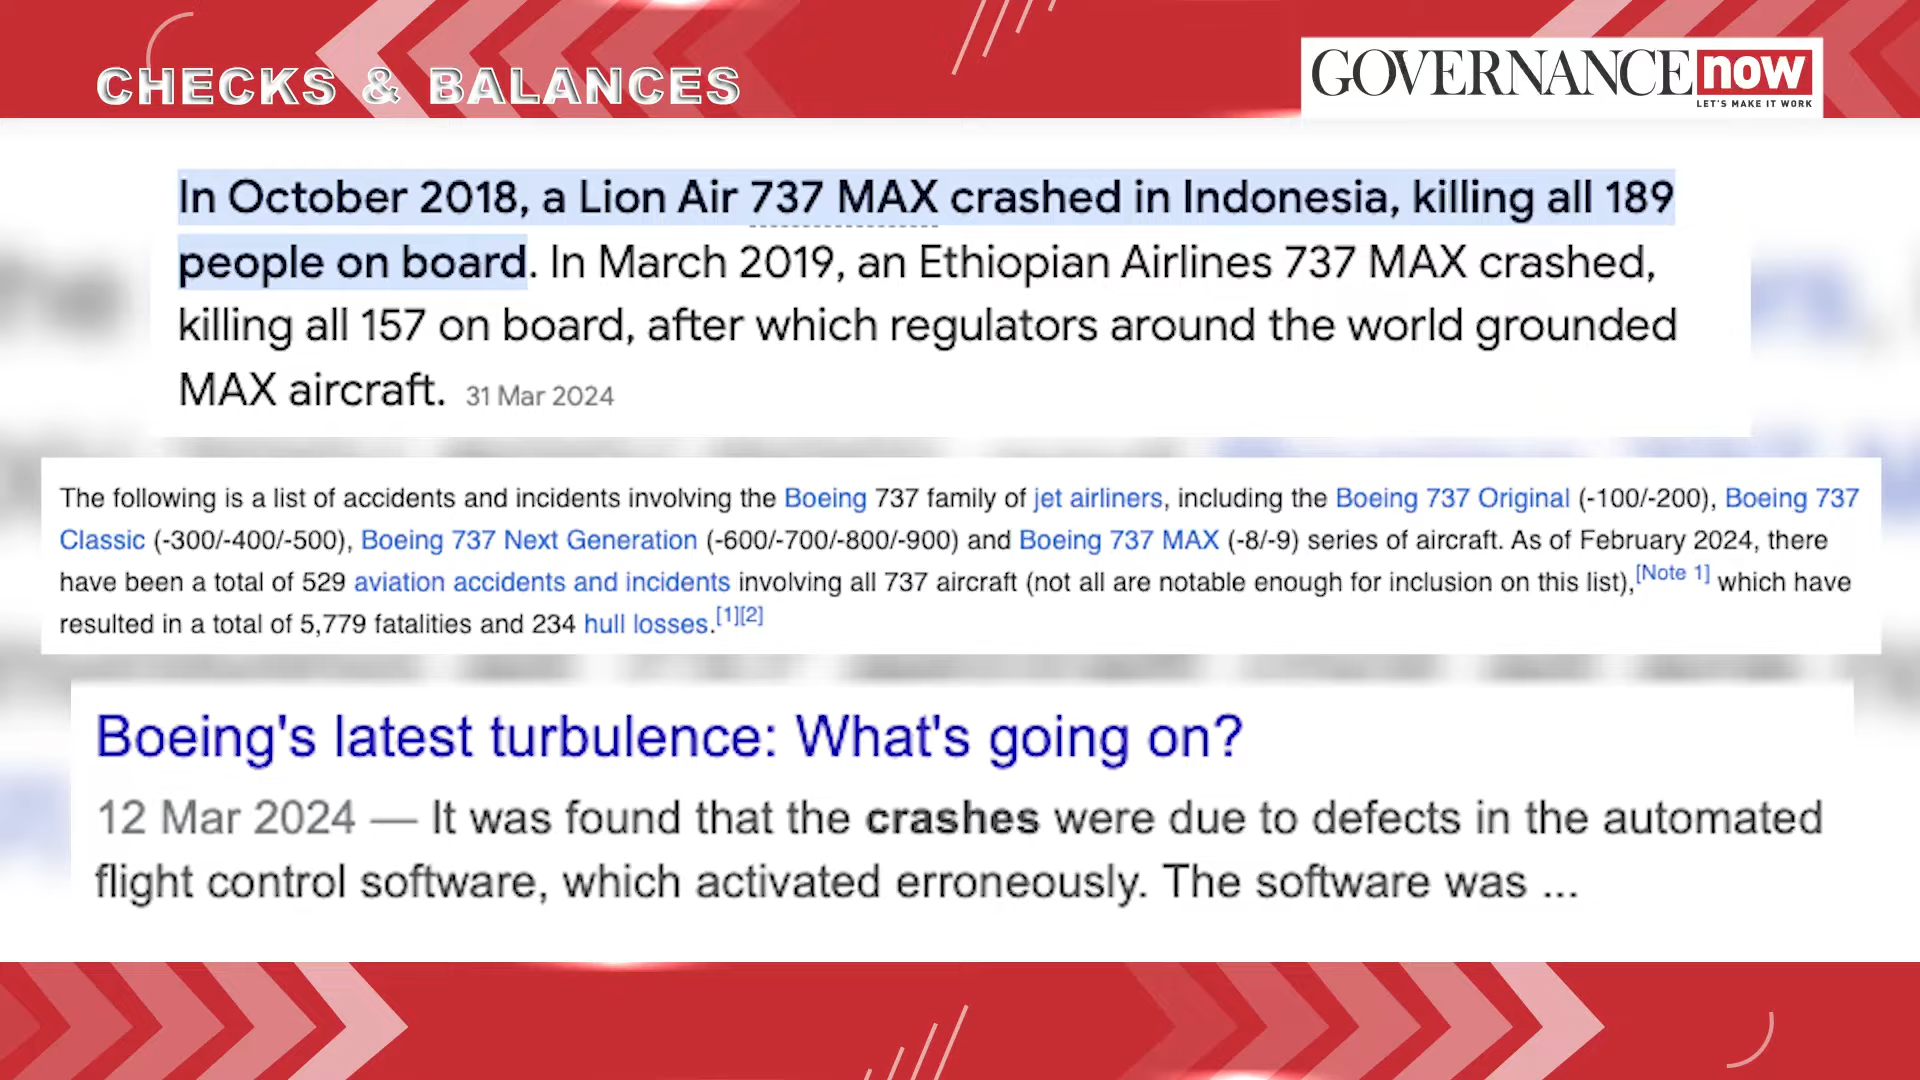 CHECKS & BALANCES
GOVERNANCE now
LET'S MAKE IT WORK
In October 2018, a Lion Air 737 MAX crashed in Indonesia, killing all 189
people on board. In March 2019, an Ethiopian Airlines 737 MAX crashed,
killing all 157 on board, after which regulators around the world grounded
MAX aircraft. 31 Mar 2024
The following is a list of accidents and incidents involving the Boeing 737 family of jet airliners, including the Boeing 737 Original (-100/-200), Boeing 737
Classic (-300/-400/-500), Boeing 737 Next Generation (-600/-700/-800/-900) and Boeing 737 MAX (-8/-9) series of aircraft. As of February 2024, there
have been a total of 529 aviation accidents and incidents involving all 737 aircraft (not all are notable enough for inclusion on this list),[Note 1] which have
resulted in a total of 5,779 fatalities and 234 hull losses.[1][2]
Boeing's latest turbulence: What's going on?
12 Mar 2024 — It was found that the crashes were due to defects in the automated
flight control software, which activated erroneously. The software was ...